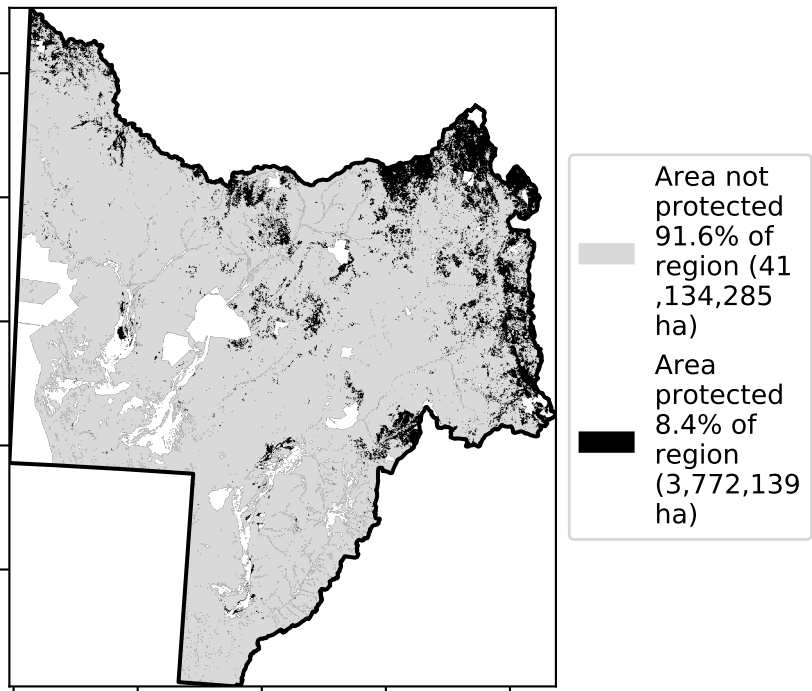 Area not
protected
91.6% of
region (41
,134,285
ha)
Area
protected
8.4% of
region
(3,772,139
ha)